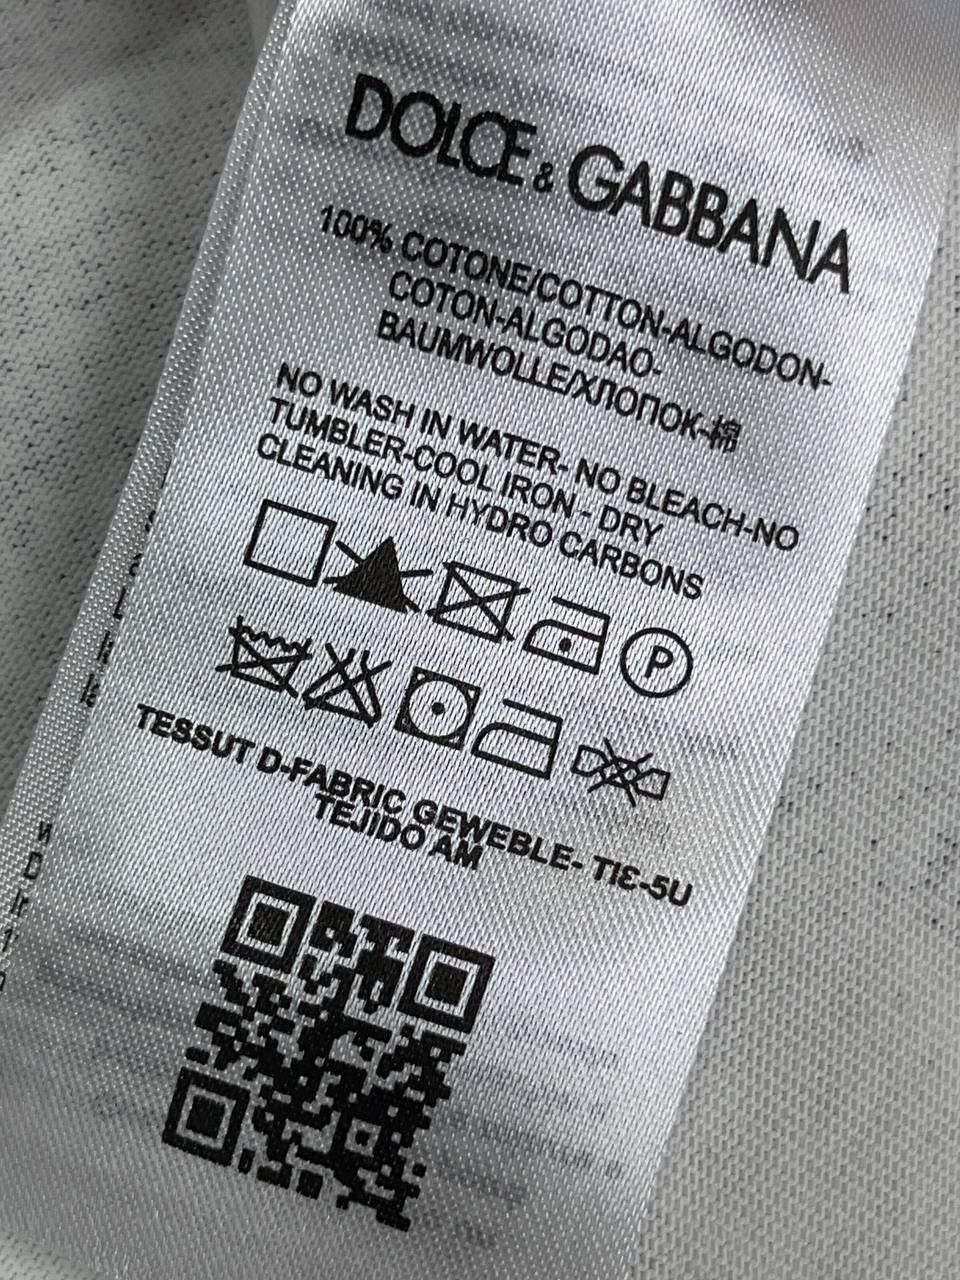 DOLCE & GABBANA
100% COTONE/COTTON-ALGODON-
COTON-ALGODAO-
BAUMWOLLE/ХЛОПОК-棉
NO WASH IN WATER- NO BLEACH-NO
TUMBLER-COOL IRON - DRY
CLEANING IN HYDRO CARBONS
P
TESSUT D-FABRIC GEWEBLE- TIƐ-5U
TEJIDO AM